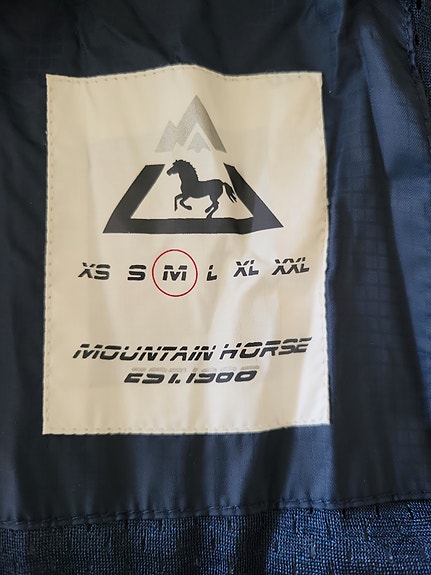 XS S M L XL XXL
MOUNTAIN HORSE
EST.1988